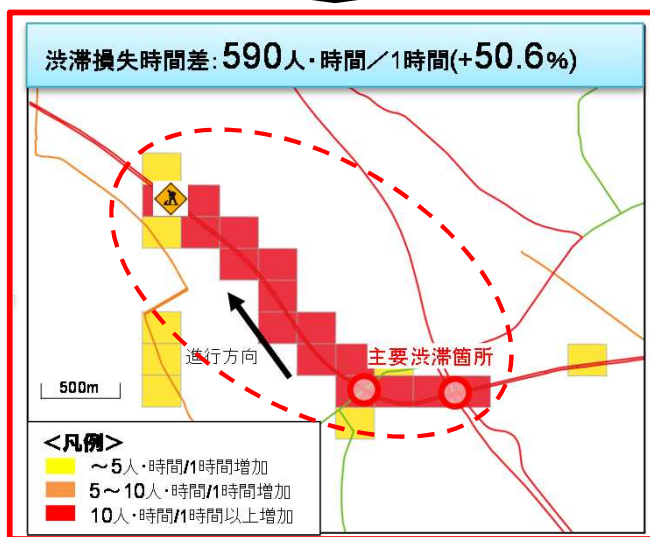 渋滞損失時間差:590人・時間/1時間(+50.6%)
主要渋滞箇所
進行方向
500m
<凡例>
～5人・時間/1時間増加
5～10人・時間/1時間増加
10人・時間/1時間以上増加